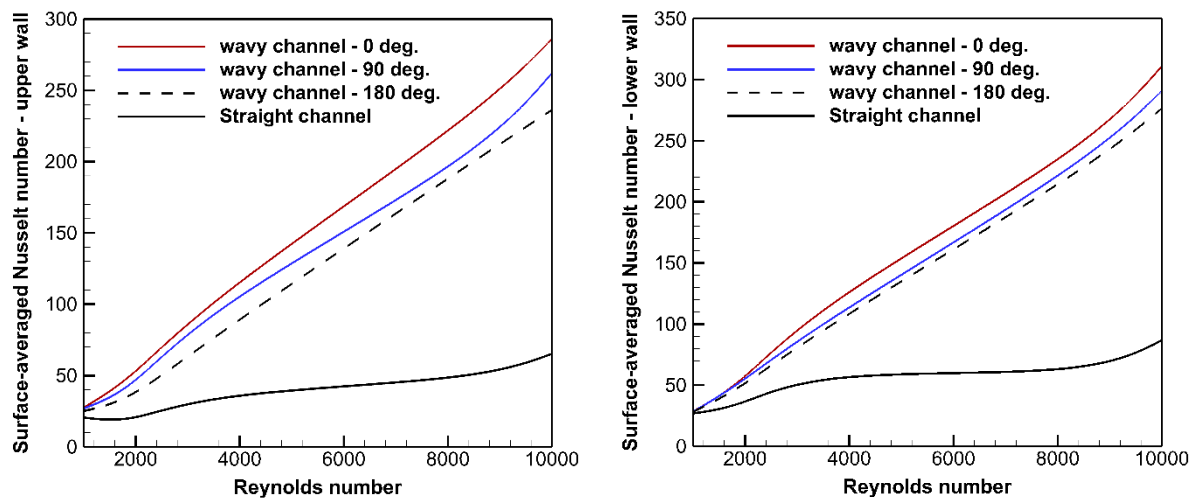 Surface-averaged Nusselt number - upper wall
300
250
200
150
100
50
0
wavy channel - 0 deg.
wavy channel - 90 deg.
wavy channel - 180 deg.
Straight channel
2000 4000 6000 8000 10000
Reynolds number
Surface-averaged Nusselt number - lower wall
350
300
250
200
150
100
50
0
wavy channel - 0 deg.
wavy channel - 90 deg.
wavy channel - 180 deg.
Straight channel
2000 4000 6000 8000 10000
Reynolds number